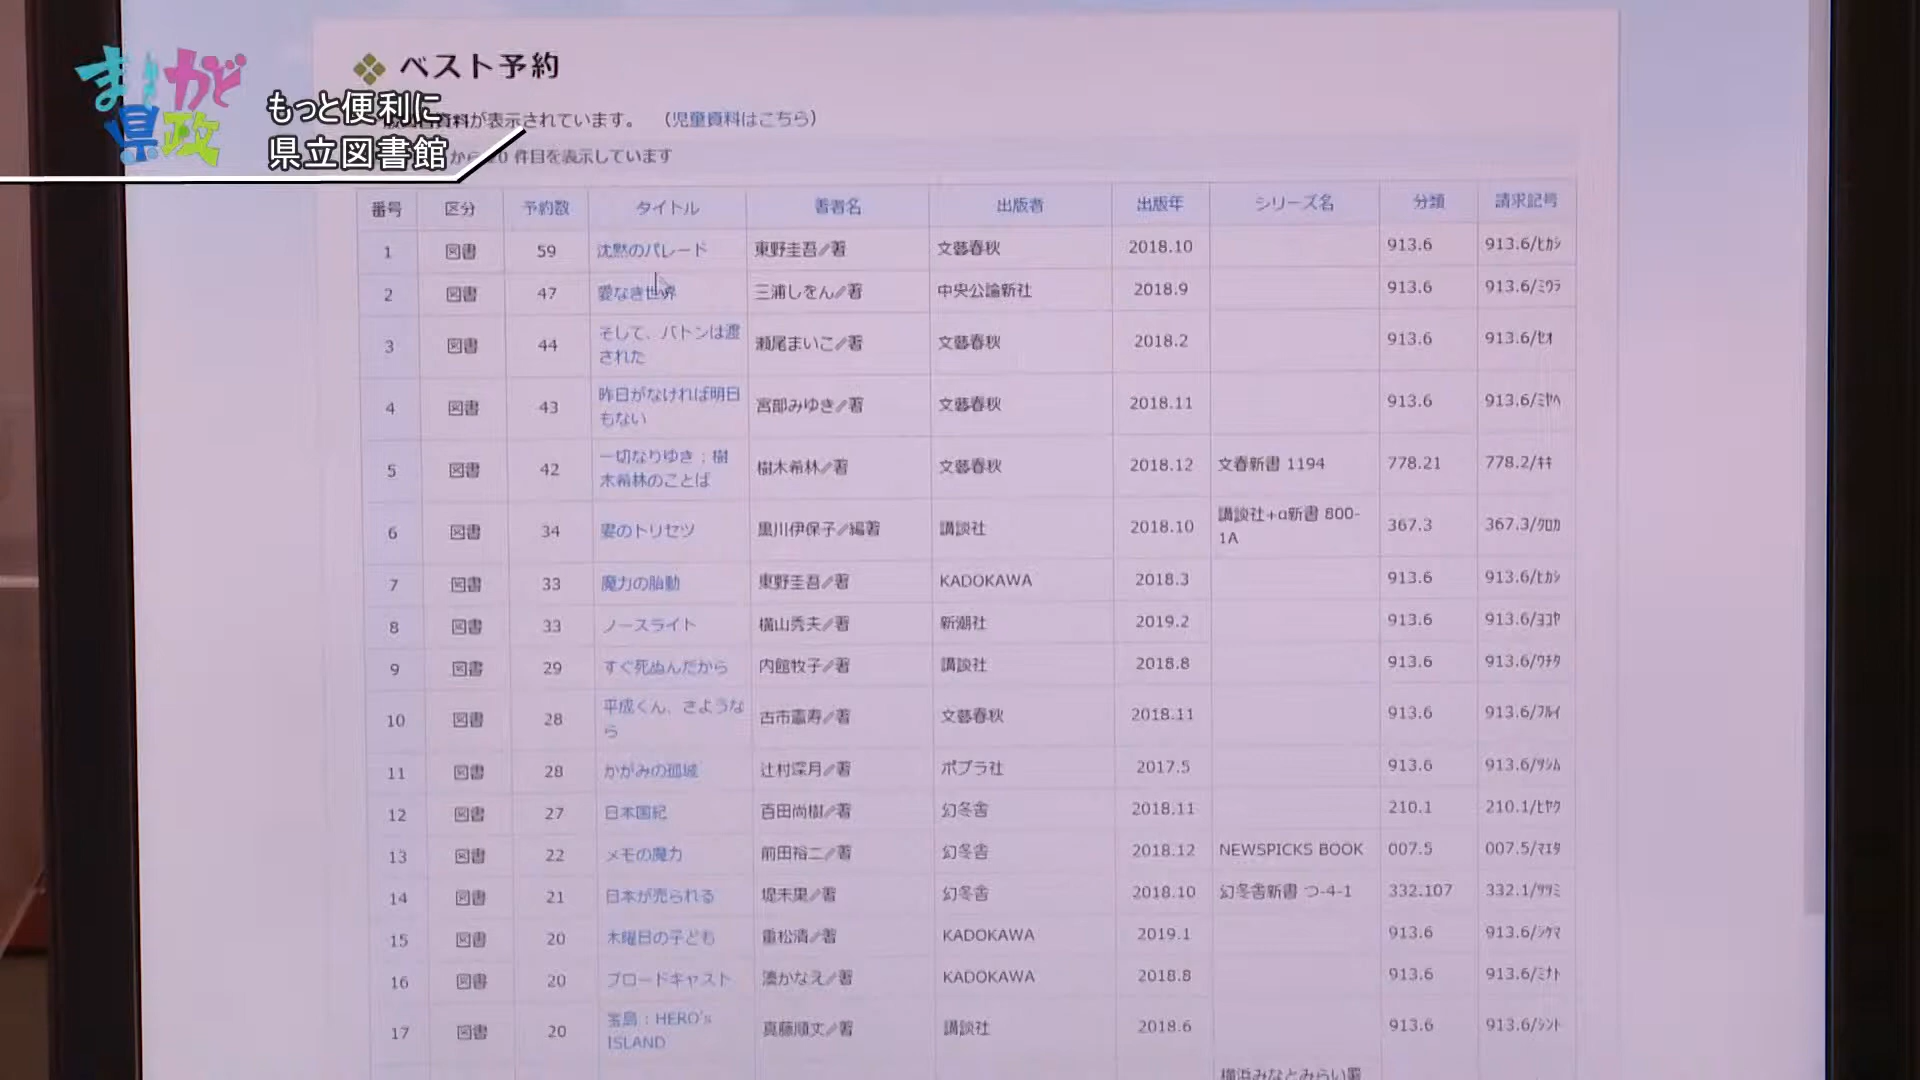 まさかど
県政
もっと便利に
県立図書館
ベスト予約
資料が表示されています。 （児童資料はこちら）
から 20 件目を表示しています
番号 区分 予約数 タイトル 著者名 出版者 出版年 シリーズ名 分類 請求記号
1 図書 59 沈黙のパレード 東野圭吾／著 文藝春秋 2018.10 913.6 913.6/ﾋｶｼ
2 図書 47 愛なき世界 三浦しをん／著 中央公論新社 2018.9 913.6 913.6/ﾐｳﾗ
3 図書 44 そして、バトンは渡 瀬尾まいこ／著 文藝春秋 2018.2 913.6 913.6/ｾｵ
された
4 図書 43 昨日がなければ明日 宮部みゆき／著 文藝春秋 2018.11 913.6 913.6/ﾐﾔﾍ
もない
5 図書 42 一切なりゆき : 樹 樹木希林／著 文藝春秋 2018.12 文春新書 1194 778.21 778.2/ｷｷ
木希林のことば
6 図書 34 妻のトリセツ 黒川伊保子／編著 講談社 2018.10 講談社+α新書 800- 367.3 367.3/ｸﾛｶ
1A
7 図書 33 魔力の胎動 東野圭吾／著 KADOKAWA 2018.3 913.6 913.6/ﾋｶｼ
8 図書 33 ノースライト 横山秀夫／著 新潮社 2019.2 913.6 913.6/ﾖｺﾔ
9 図書 29 すぐ死ぬんだから 内館牧子／著 講談社 2018.8 913.6 913.6/ｳﾁﾀ
10 図書 28 平成くん、さような 古市憲寿／著 文藝春秋 2018.11 913.6 913.6/ﾌﾙｲ
ら
11 図書 28 かがみの孤城 辻村深月／著 ポプラ社 2017.5 913.6 913.6/ﾂｼﾑ
12 図書 27 日本国紀 百田尚樹／著 幻冬舎 2018.11 210.1 210.1/ﾋﾔｸ
13 図書 22 メモの魔力 前田裕二／著 幻冬舎 2018.12 NEWSPICKS BOOK 007.5 007.5/ﾏｴﾀ
14 図書 21 日本が売られる 堤未果／著 幻冬舎 2018.10 幻冬舎新書 つ-4-1 332.107 332.1/ﾂﾂﾐ
15 図書 20 木曜日の子ども 重松清／著 KADOKAWA 2019.1 913.6 913.6/ｼｹﾏ
16 図書 20 ブロードキャスト 湊かなえ／著 KADOKAWA 2018.8 913.6 913.6/ﾐﾅﾄ
17 図書 20 宝島 : HERO's 真藤順丈／著 講談社 2018.6 913.6 913.6/ｼﾝﾄ
ISLAND
横浜みなとみらい署